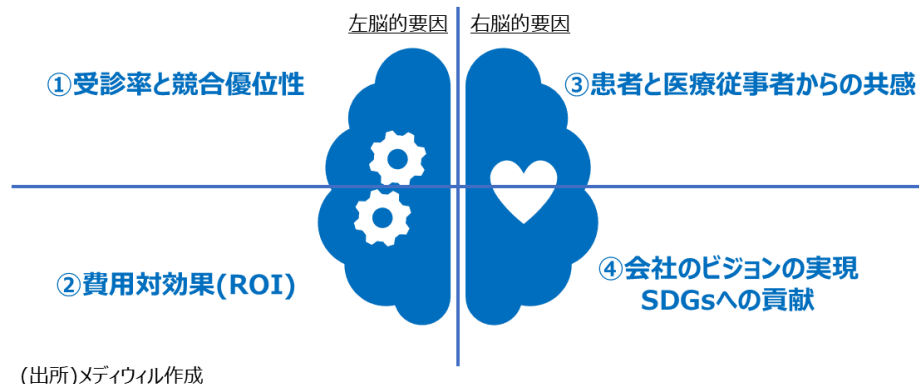 左脳的要因
右脳的要因
①受診率と競合優位性
③患者と医療従事者からの共感
②費用対効果(ROI)
④会社のビジョンの実現
SDGsへの貢献
(出所)メディウィル作成